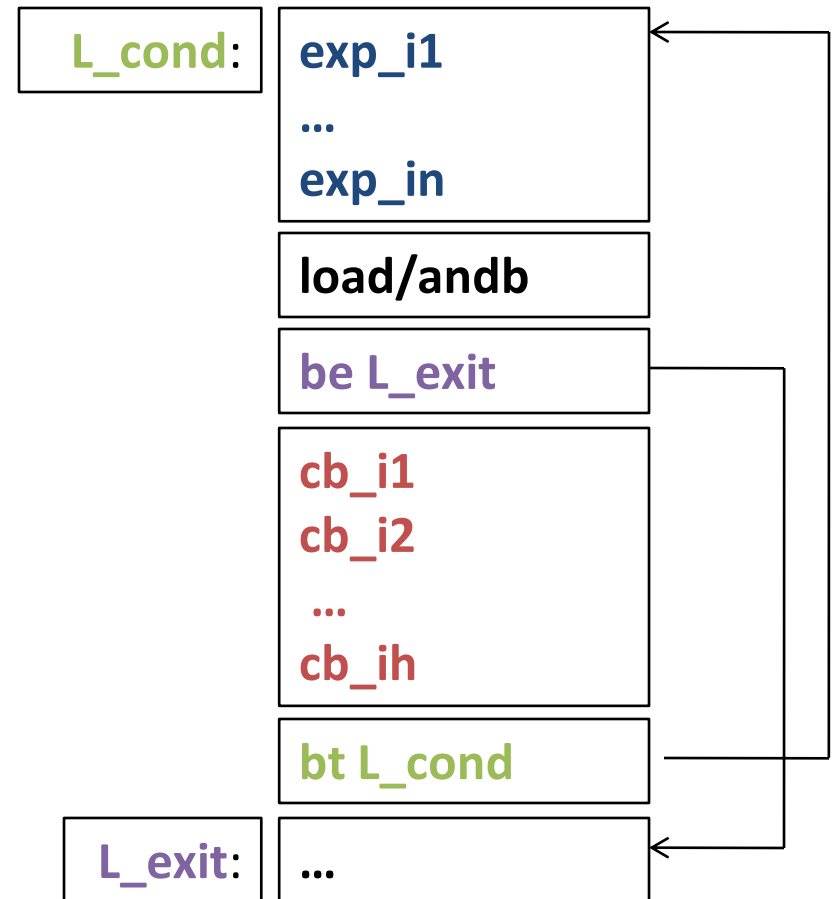 L_cond:
exp_i1
...
exp_in
load/andb
be L_exit
cb_i1
cb_i2
...
cb_ih
bt L_cond
L_exit:
...